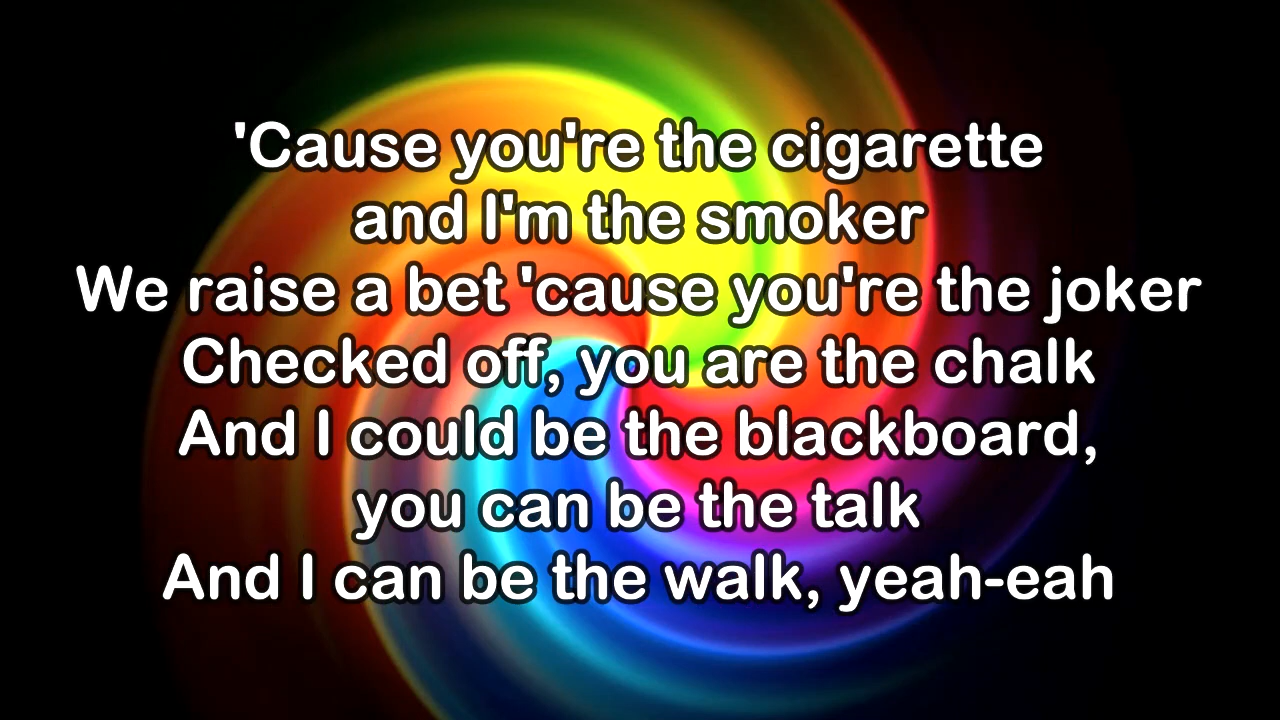 'Cause you're the cigarette
and I'm the smoker
We raise a bet 'cause you're the joker
Checked off, you are the chalk
And I could be the blackboard,
you can be the talk
And I can be the walk, yeah-eah